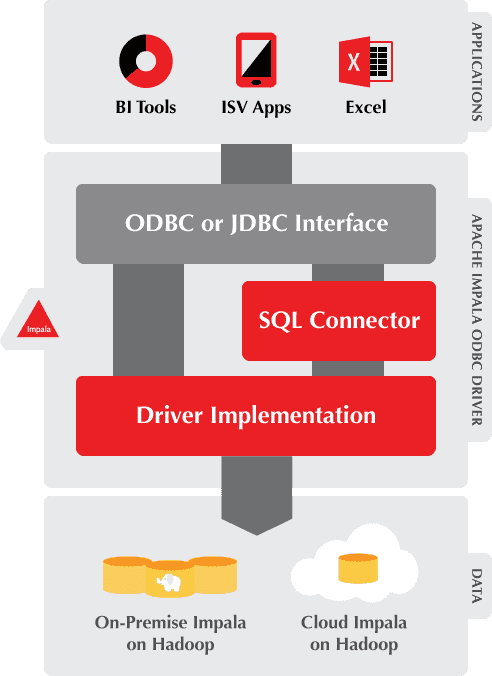 APPLICATIONS
BI Tools
ISV Apps
X
Excel
APACHE IMPALA ODBC DRIVER
ODBC or JDBC Interface
SQL Connector
Impala
Driver Implementation
DATA
On-Premise Impala
on Hadoop
Cloud Impala
on Hadoop